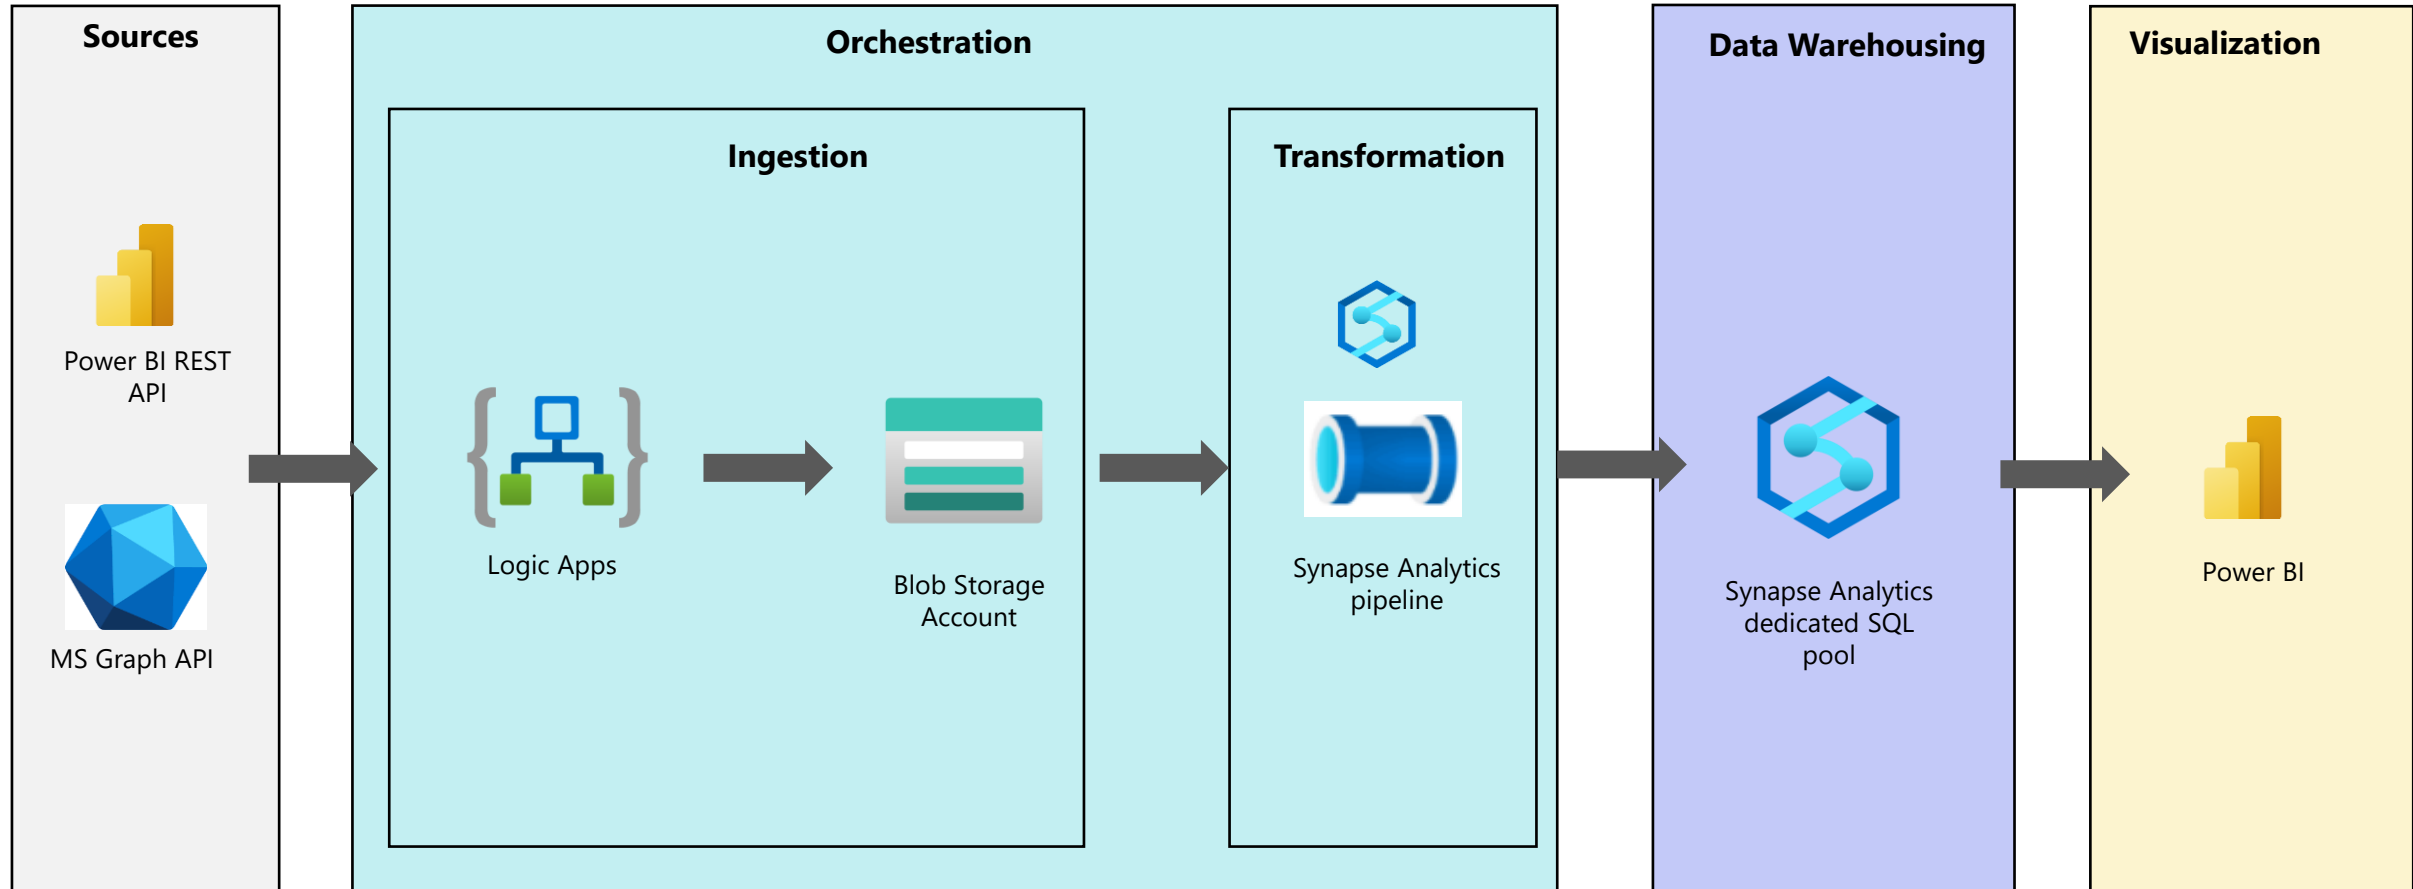 Sources
Orchestration
Data Warehousing
Visualization
Ingestion
Transformation
Power BI REST
API
MS Graph API
Logic Apps
Blob Storage
Account
Synapse Analytics
pipeline
Synapse Analytics
dedicated SQL
pool
Power BI